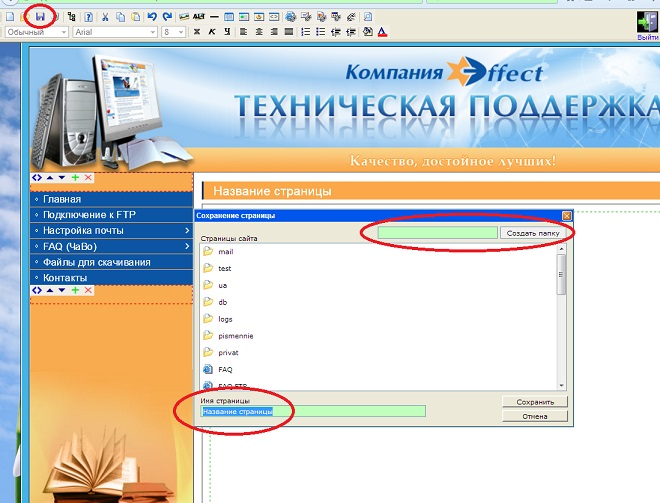 Обычный Arial 8 Ж К Ч
Выйти
Компания Effect
ТЕХНИЧЕСКАЯ ПОДДЕРЖКА
Качество, достойное лучших!
Главная
Подключение к FTP
Настройка почты
FAQ (ЧаВо)
Файлы для скачивания
Контакты
Название страницы
Сохранение страницы
Создать папку
Страницы сайта
mail
test
ua
db
logs
pismennie
privat
FAQ
FAQ FTP
Имя страницы
Название страницы
Сохранить
Отмена